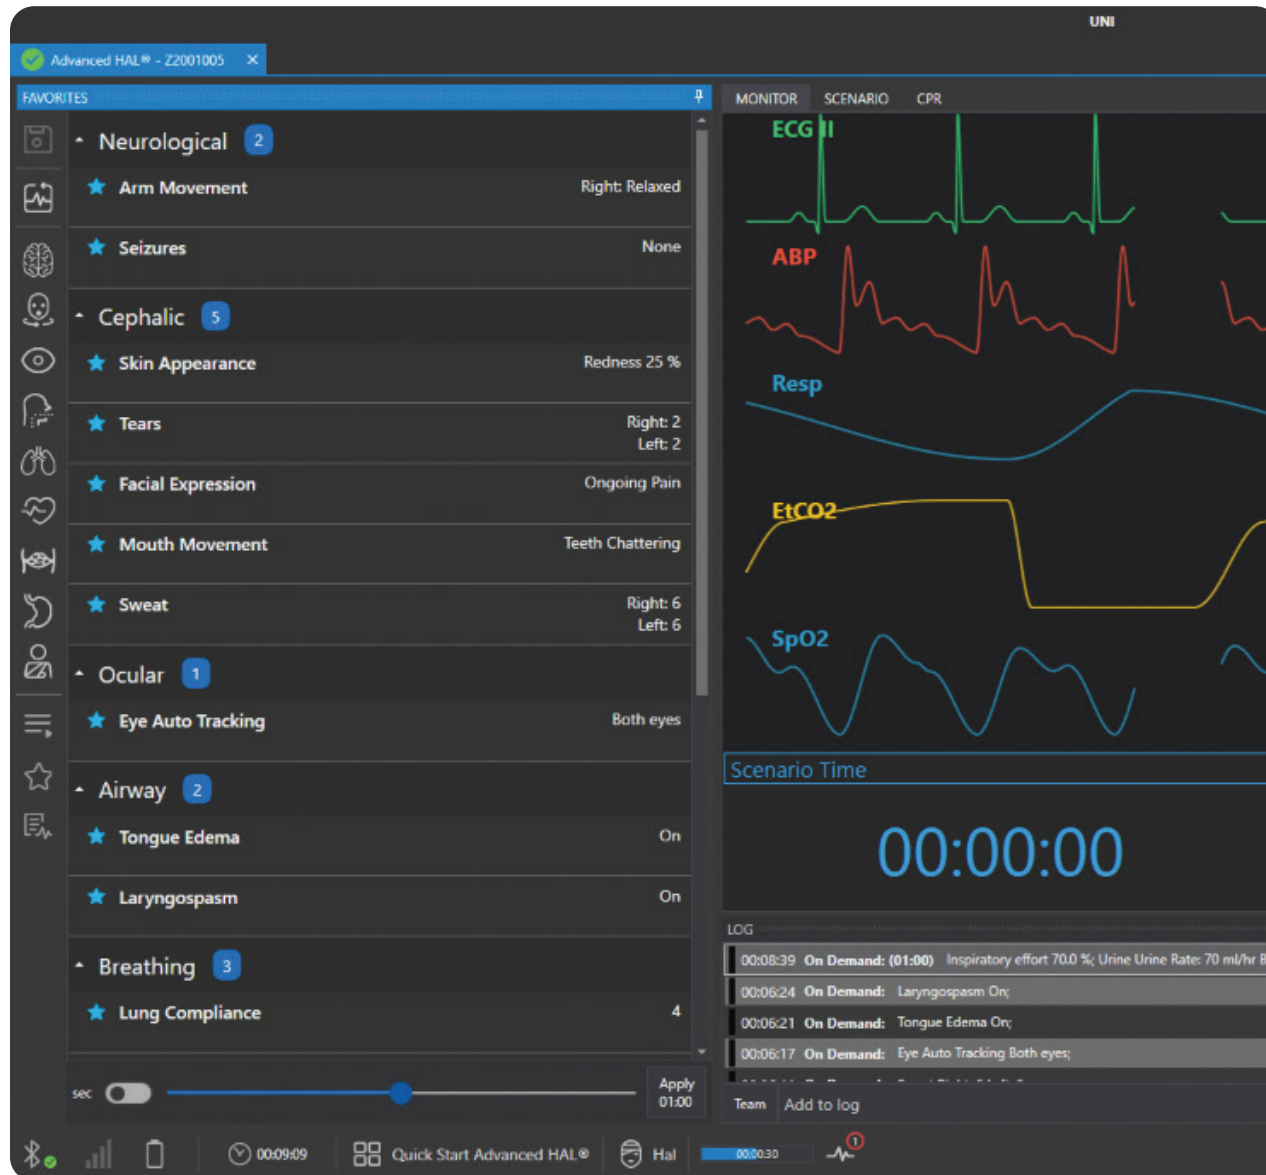 UNI
Advanced HAL® - Z2001005
FAVORITES
Neurological 2
Arm Movement Right: Relaxed
Seizures None
Cephalic 5
Skin Appearance Redness 25 %
Tears Right: 2
Left: 2
Facial Expression Ongoing Pain
Mouth Movement Teeth Chattering
Sweat Right: 6
Left: 6
Ocular 1
Eye Auto Tracking Both eyes
Airway 2
Tongue Edema On
Laryngospasm On
Breathing 3
Lung Compliance 4
sec
Apply
01:00
MONITOR SCENARIO CPR
ECG II
ABP
Resp
EtCO2
SpO2
Scenario Time
00:00:00
LOG
00:08:39 On Demand: (01:00) Inspiratory effort 70.0 %; Urine Urine Rate: 70 ml/hr B
00:06:24 On Demand: Laryngospasm On;
00:06:21 On Demand: Tongue Edema On;
00:06:17 On Demand: Eye Auto Tracking Both eyes;
Team Add to log
00:09:09 Quick Start Advanced HAL® Hal 00:00:30 1